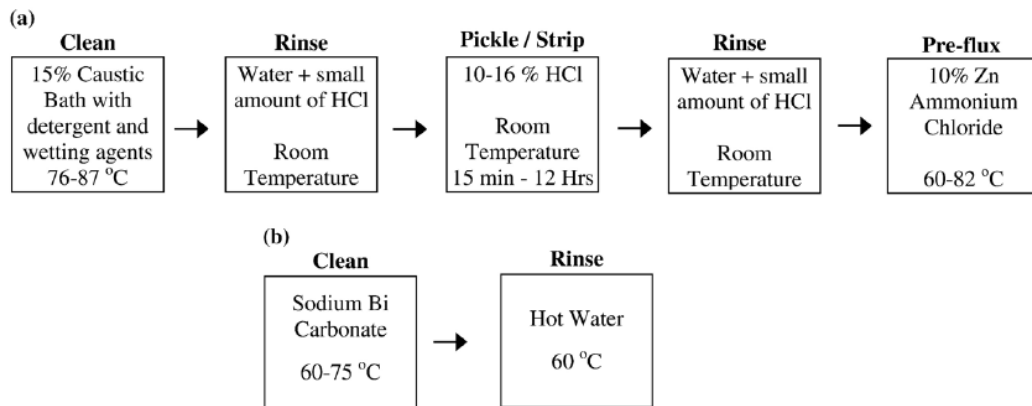 (a)
Clean
15% Caustic
Bath with
detergent and
wetting agents
76-87 °C
Rinse
Water + small
amount of HCl
Room
Temperature
Pickle / Strip
10-16 % HCl
Room
Temperature
15 min - 12 Hrs
Rinse
Water + small
amount of HCl
Room
Temperature
Pre-flux
10% Zn
Ammonium
Chloride
60-82 °C
(b)
Clean
Sodium Bi
Carbonate
60-75 °C
Rinse
Hot Water
60 °C